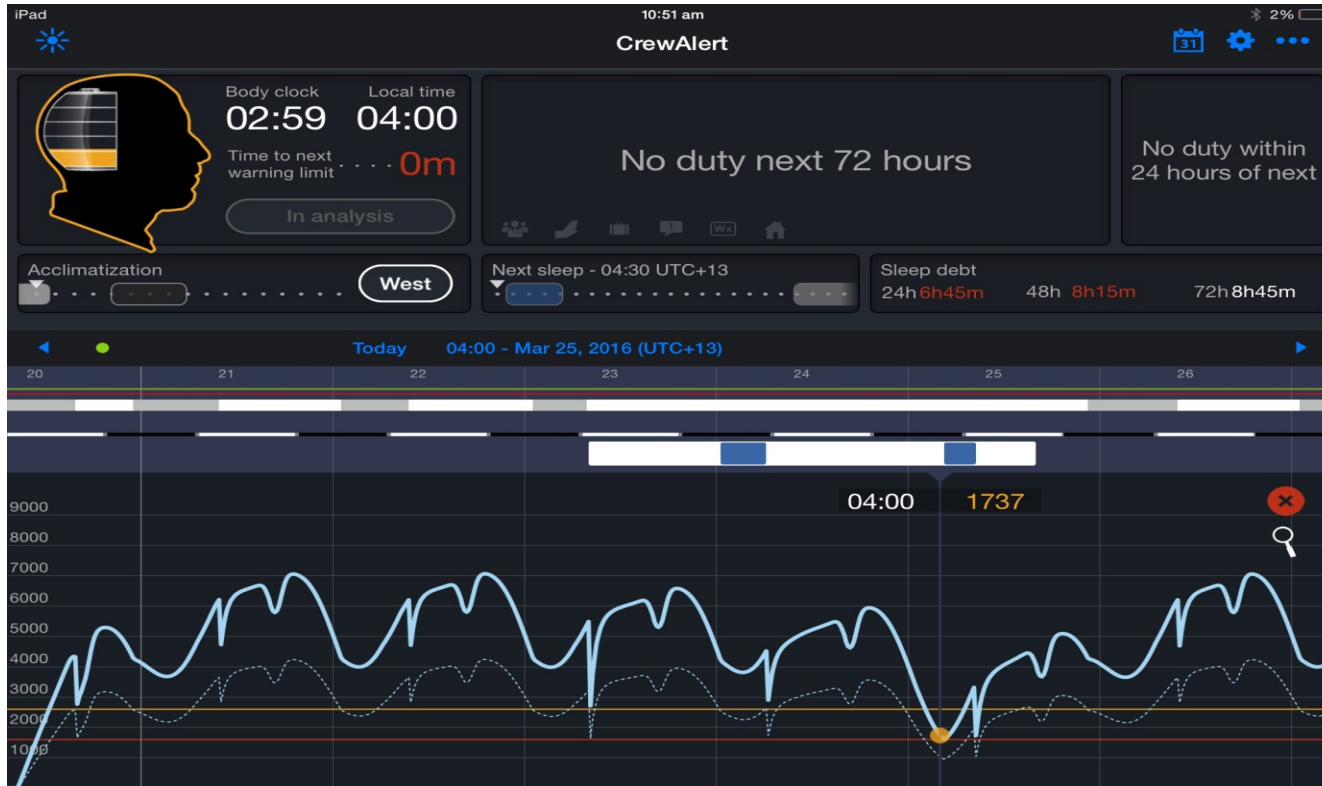 iPad 10:51 am 2%
CrewAlert
31
Body clock Local time
02:59 04:00
Time to next warning limit . . . . 0m
In analysis
No duty next 72 hours
Wx
No duty within
24 hours of next
Acclimatization
West
Next sleep - 04:30 UTC+13
Sleep debt
24h 6h45m 48h 8h15m 72h 8h45m
Today 04:00 - Mar 25, 2016 (UTC+13)
20 21 22 23 24 25 26
04:00 1737
9000
8000
7000
6000
5000
4000
3000
2000
1000